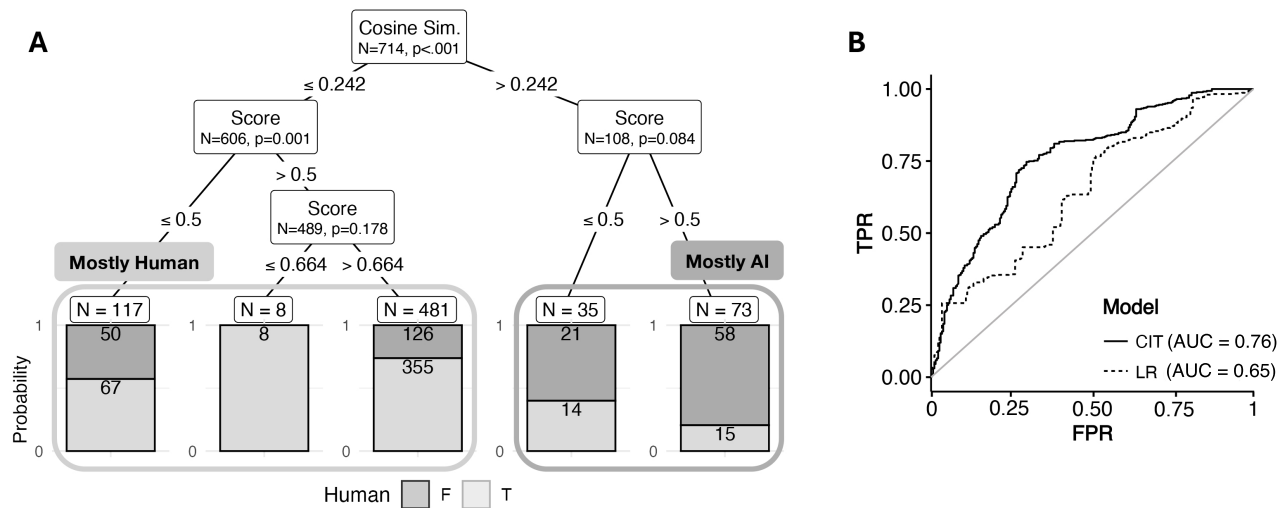 A
Cosine Sim.
N=714, p<.001
≤ 0.242
> 0.242
Score
N=606, p=0.001
Score
N=108, p=0.084
> 0.5
≤ 0.5
Score
N=489, p=0.178
≤ 0.5
> 0.5
Mostly Human
≤ 0.664
> 0.664
Mostly AI
N = 117
N = 8
N = 481
N = 35
N = 73
Probability
1
50
67
0
1
8
0
1
126
355
0
1
21
14
0
1
58
15
0
Human
F
T
B
TPR
1.00
0.75
0.50
0.25
0.00
0
0.25
0.50
0.75
1
FPR
Model
CIT (AUC = 0.76)
LR (AUC = 0.65)